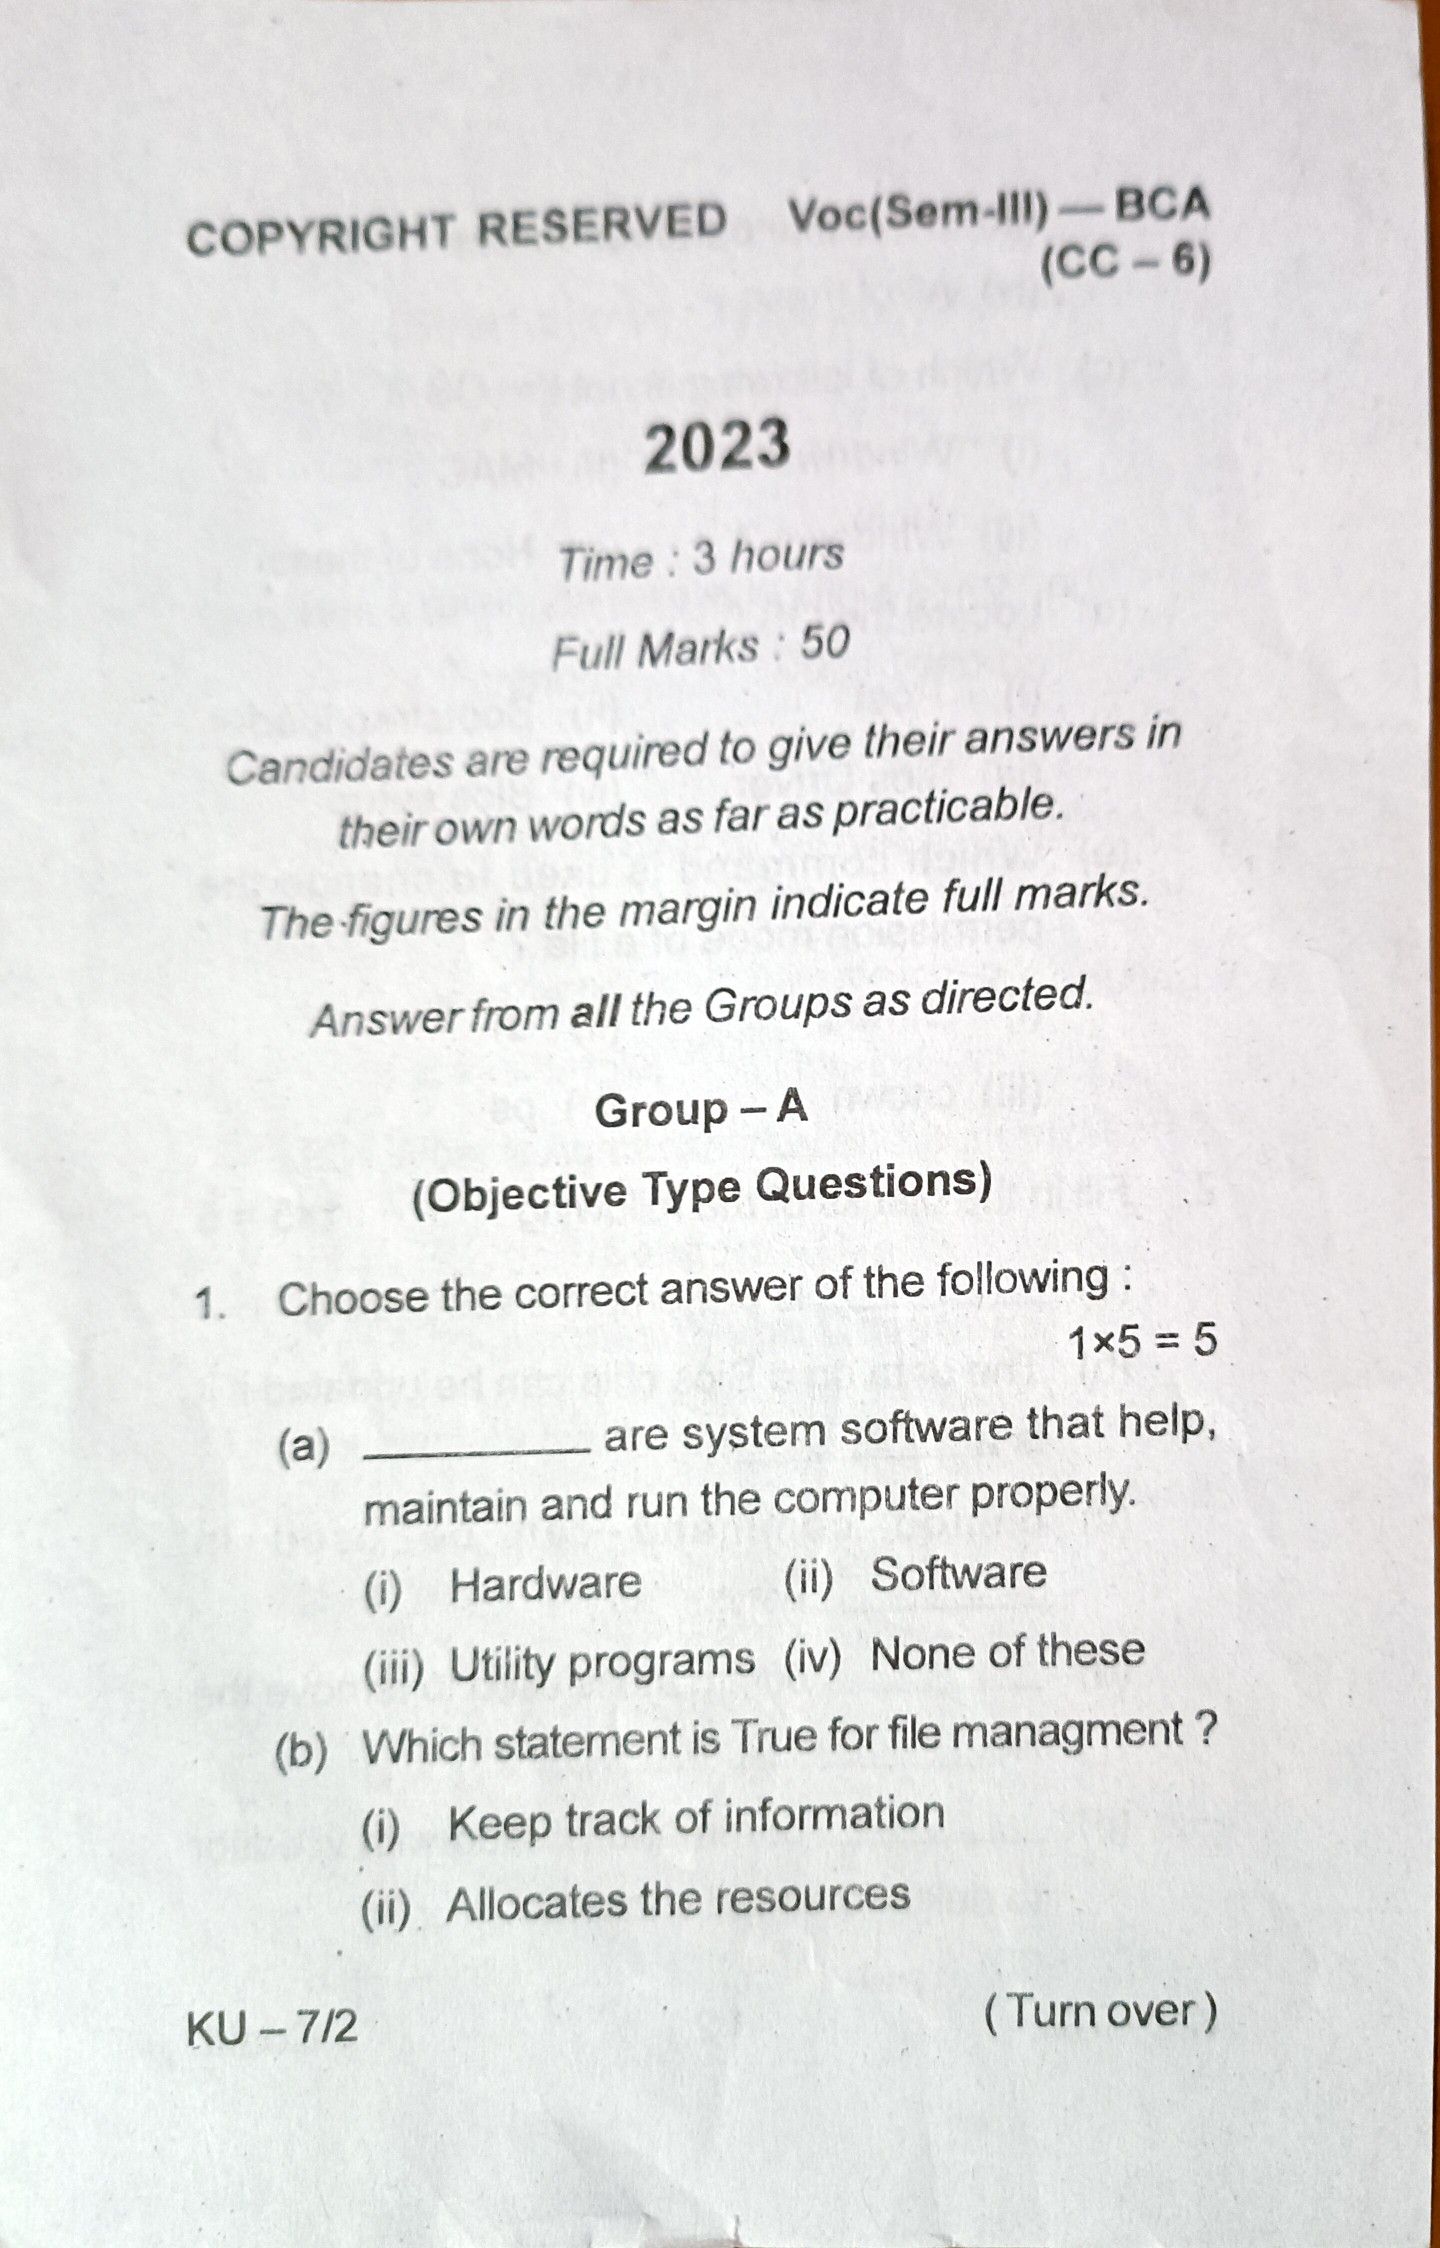 COPYRIGHT RESERVED Voc(Sem-III) — BCA
(CC – 6)
2023
Time : 3 hours
Full Marks : 50
Candidates are required to give their answers in
their own words as far as practicable.
The figures in the margin indicate full marks.
Answer from all the Groups as directed.
Group – A
(Objective Type Questions)
1. Choose the correct answer of the following :
1×5 = 5
(a) __________ are system software that help,
maintain and run the computer properly.
(i) Hardware (ii) Software
(iii) Utility programs (iv) None of these
(b) Which statement is True for file managment ?
(i) Keep track of information
(ii) Allocates the resources
KU – 7/2 (Turn over)